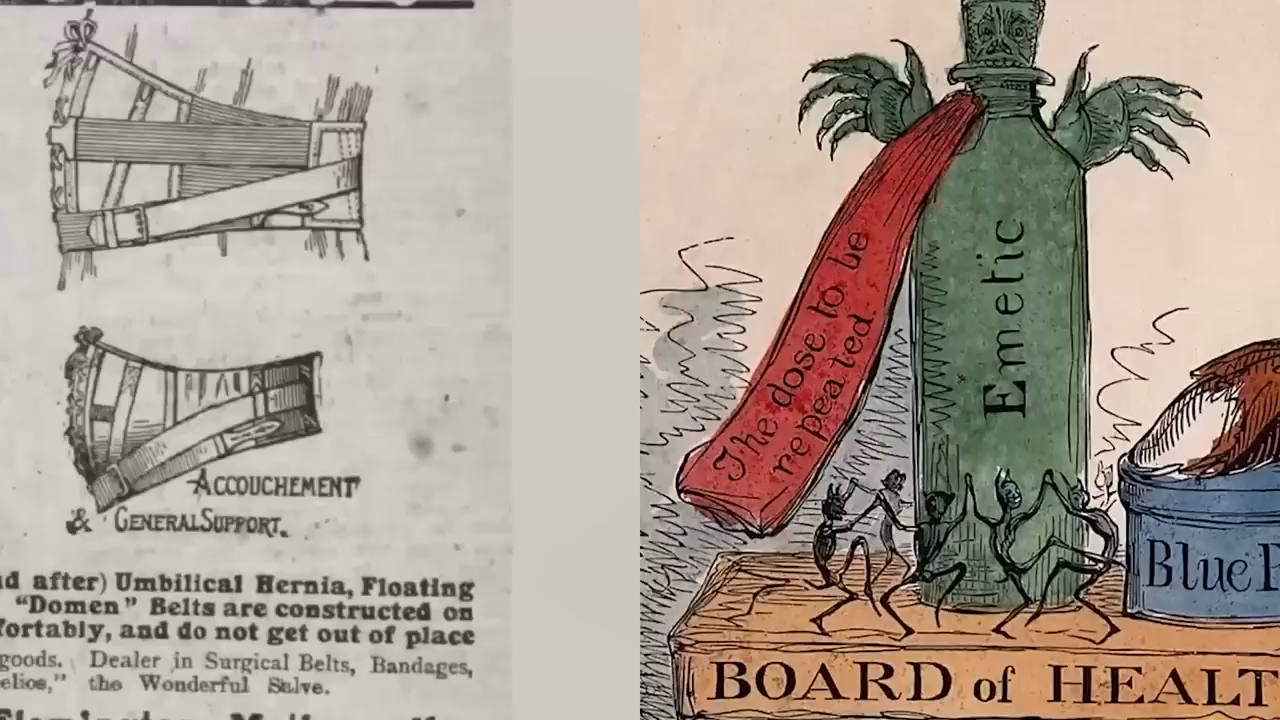 ACCOUCHEMENT
& GENERAL SUPPORT.
after) Umbilical Hernia, Floating
"Domen" Belts are constructed on
and do not get out of place
goods. Dealer in Surgical Belts, Bandages,
the Wonderful Salve.
The dose to be
repeated.
Emetic
Blue
BOARD of HEALT